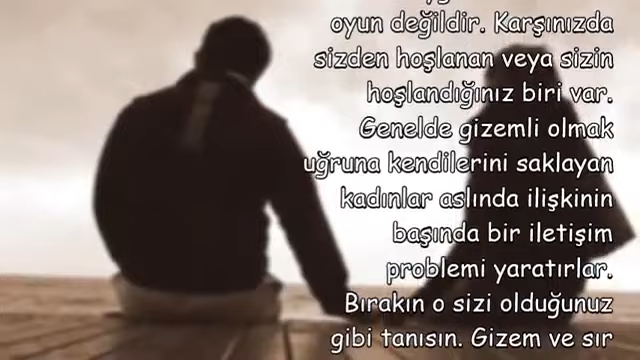 oyun değildir. Karşınızda
sizden hoşlanan veya sizin
hoşlandığınız biri var.
Genelde gizemli olmak
uğruna kendilerini saklayan
kadınlar aslında ilişkinin
başında bir iletişim
problemi yaratırlar.
Bırakın o sizi olduğunuz
gibi tanısın. Gizem ve sır